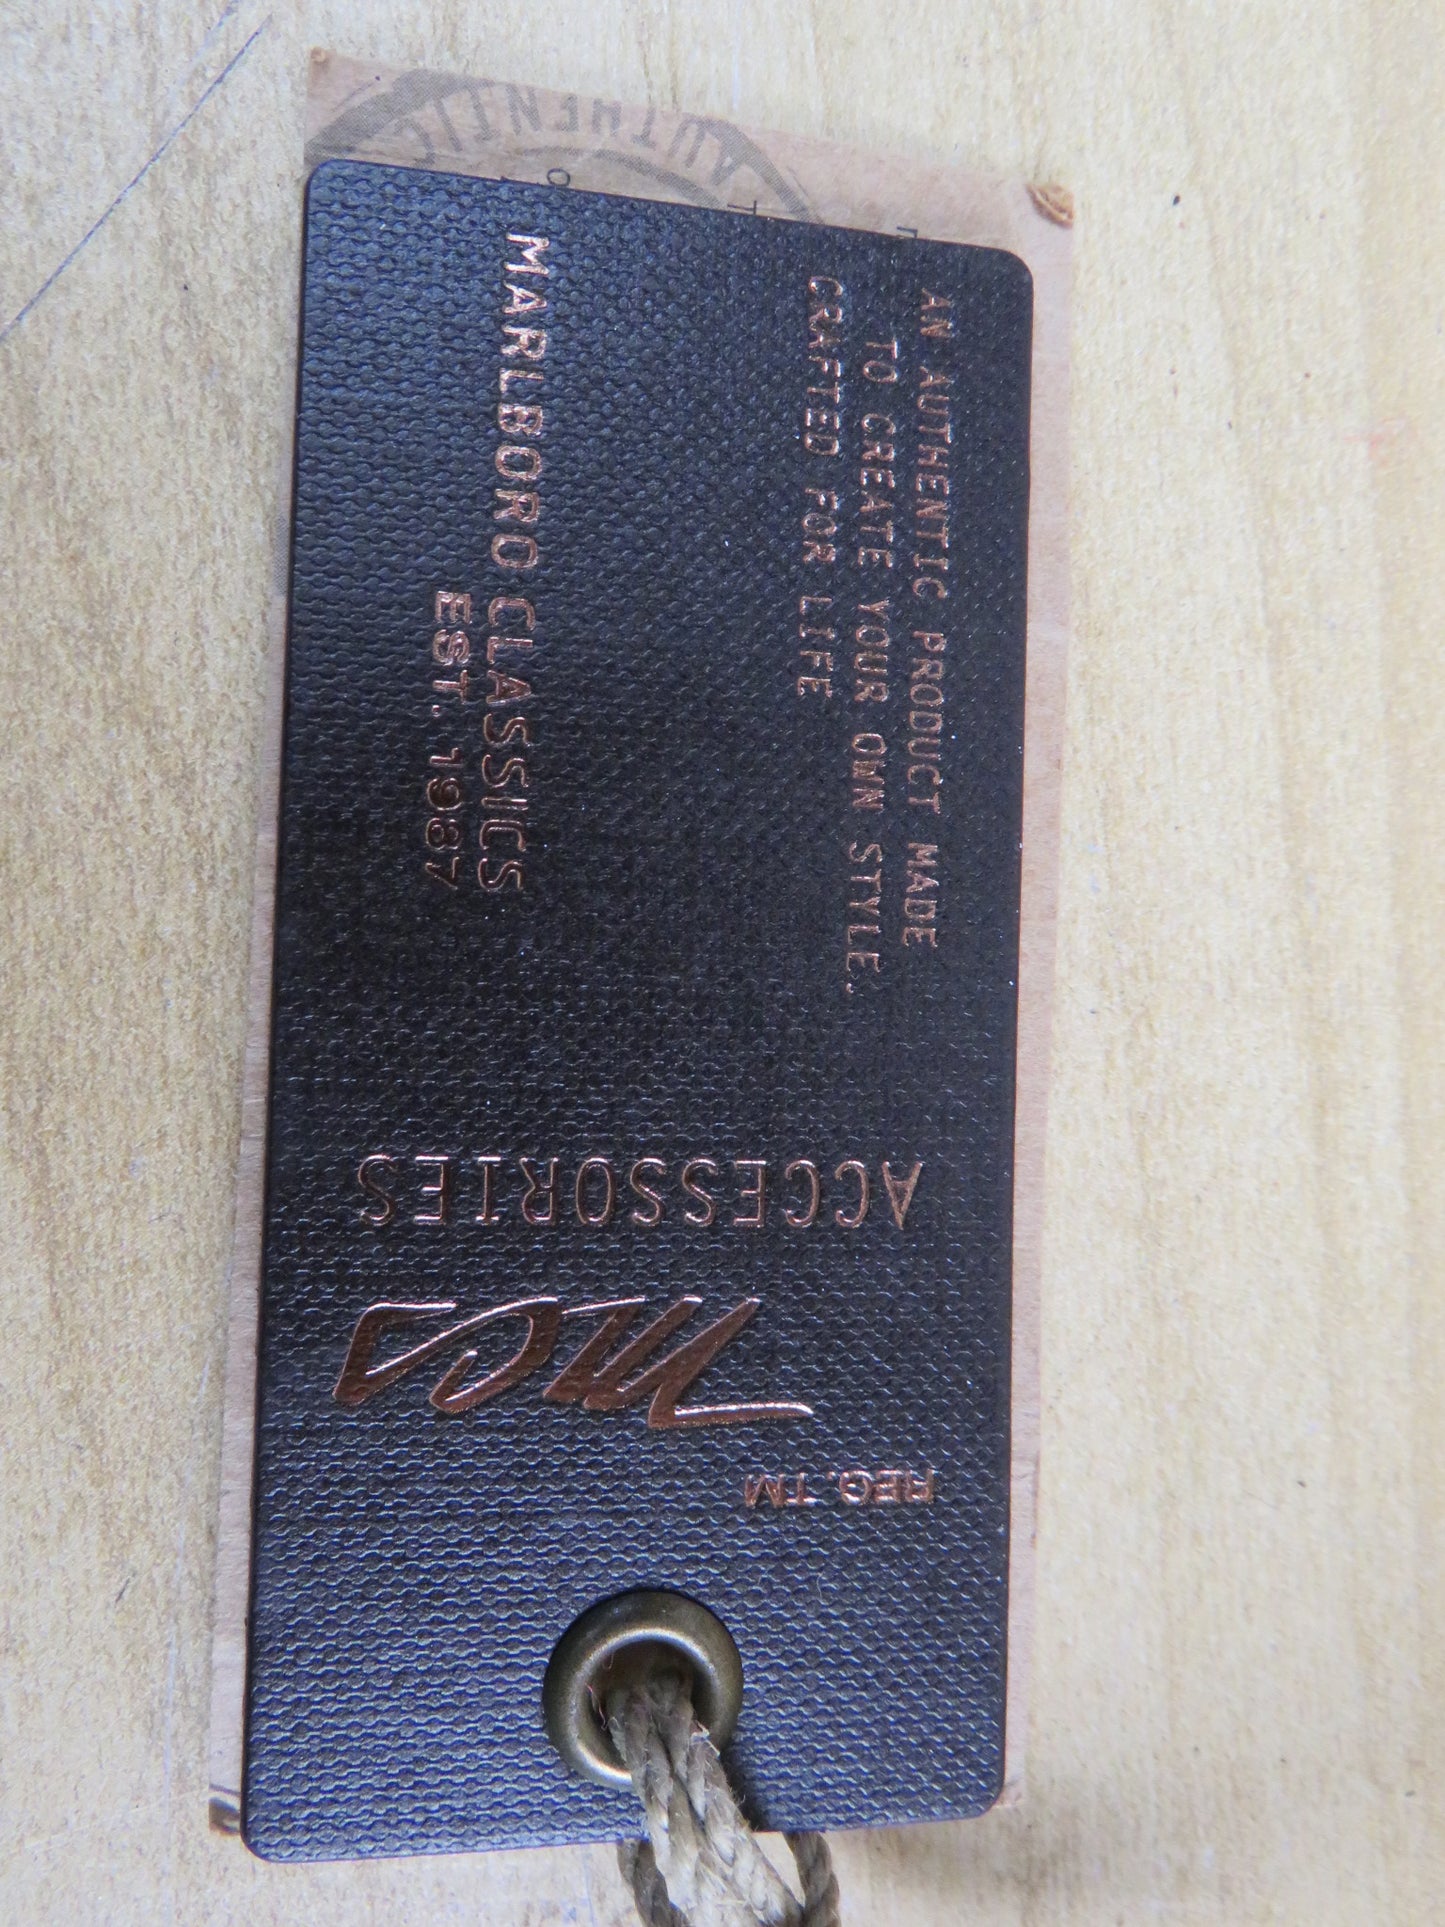 REG. TM
MCS
ACCESSORIES
AN AUTHENTIC PRODUCT MADE
TO CREATE YOUR OWN STYLE.
CRAFTED FOR LIFE
MARLBORO CLASSICS
EST. 1987
AUTHENTIC